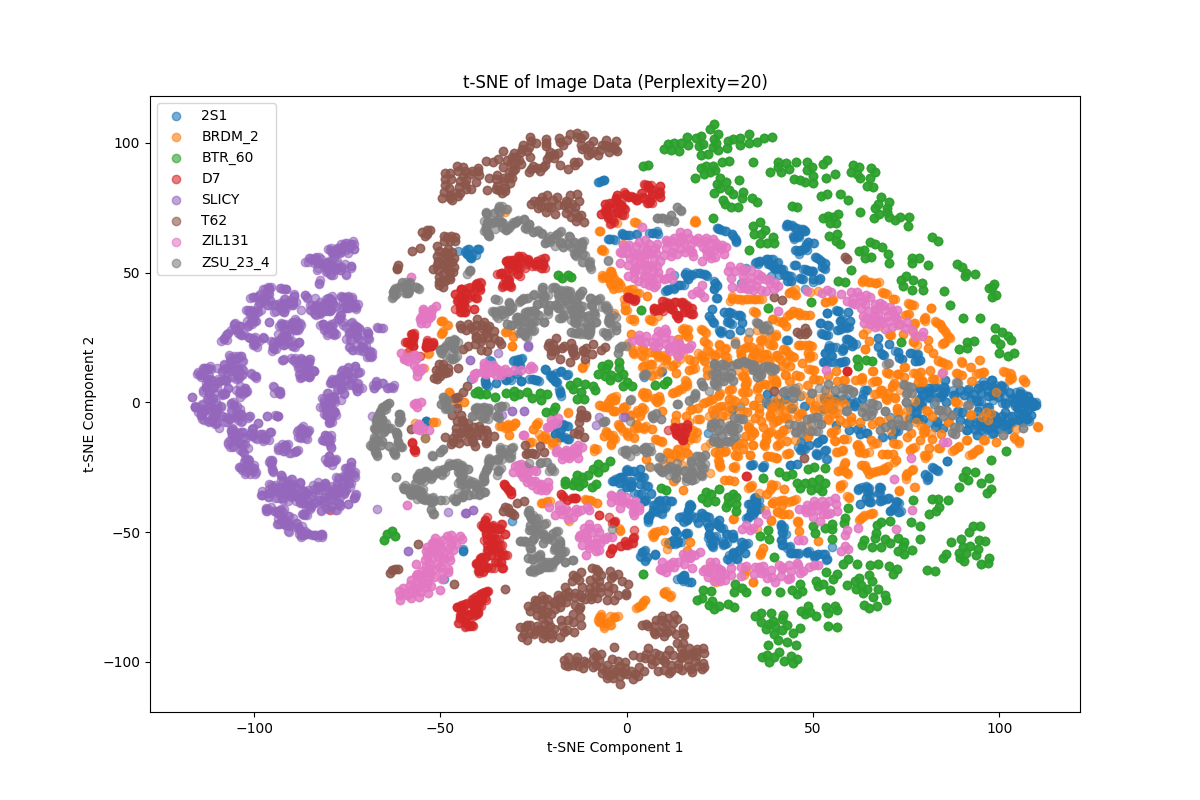 t-SNE of Image Data (Perplexity=20)
2S1
BRDM_2
BTR_60
D7
SLICY
T62
ZIL131
ZSU_23_4
100
50
0
−50
−100
t-SNE Component 2
−100
−50
0
50
100
t-SNE Component 1